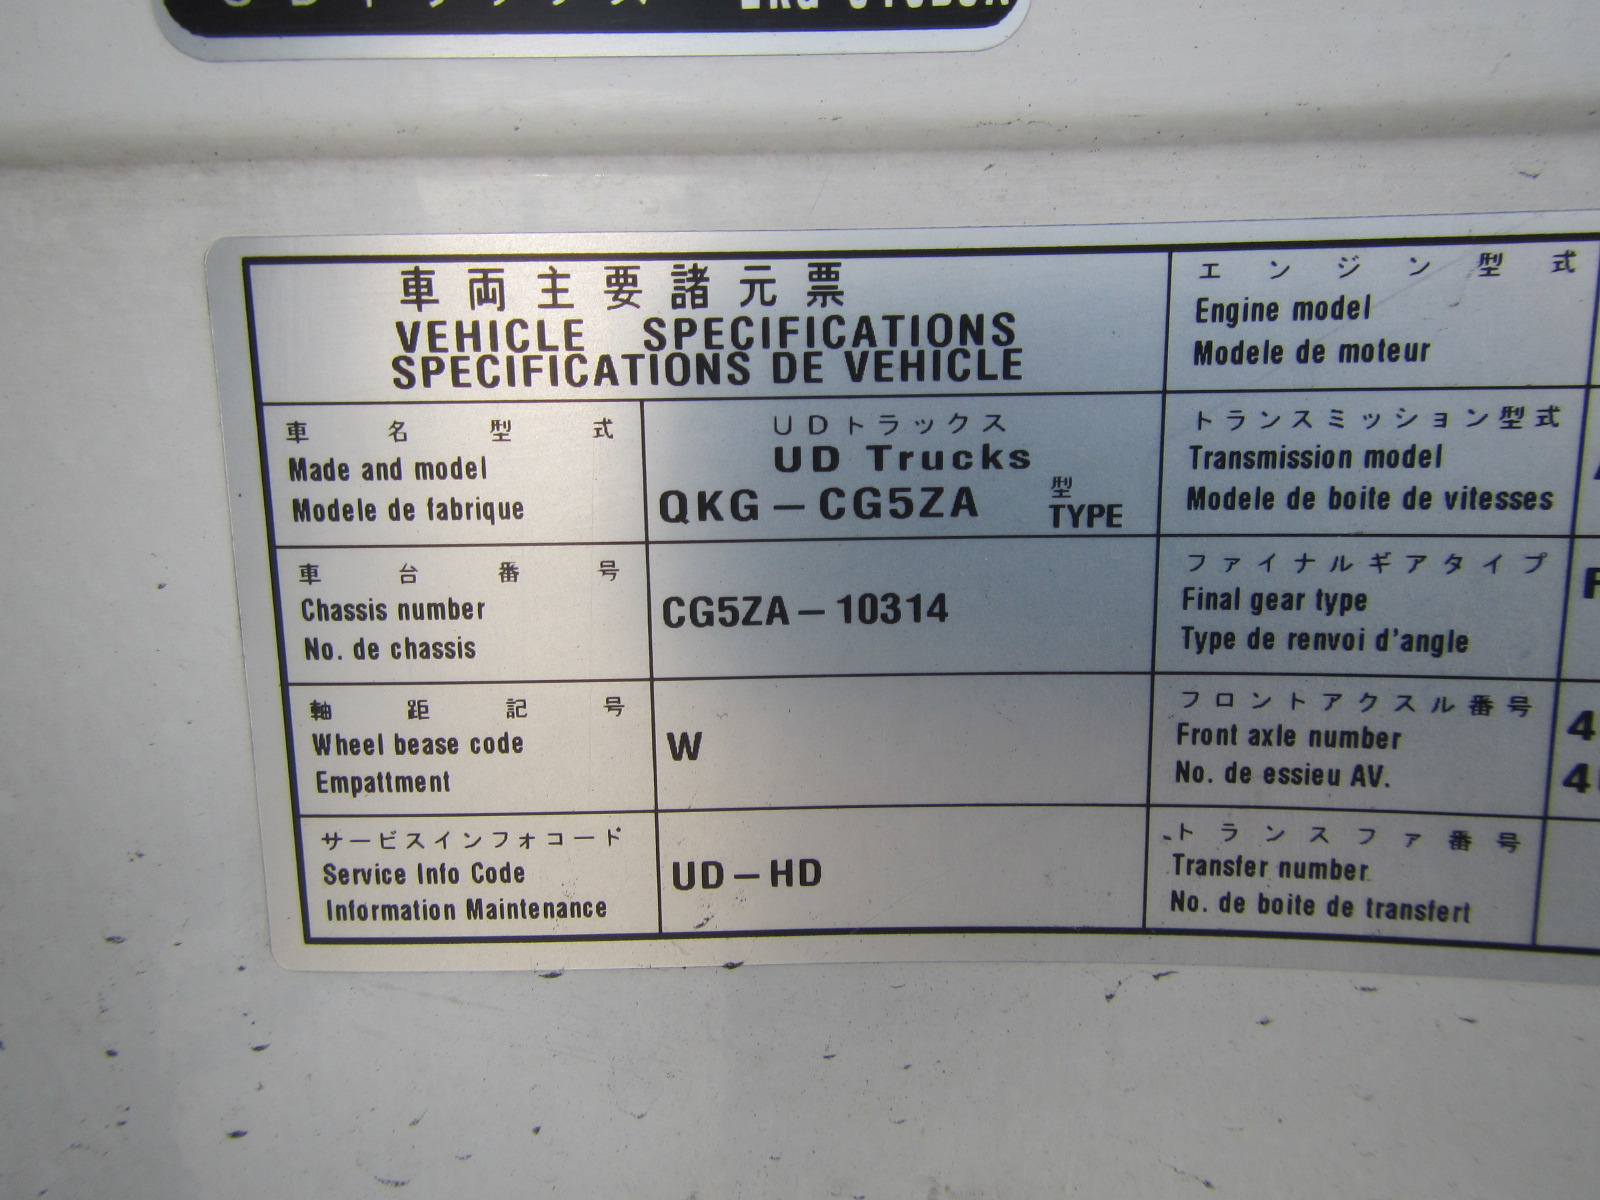 車両主要諸元票
VEHICLE SPECIFICATIONS
SPECIFICATIONS DE VEHICLE
車名型式
Made and model
Modele de fabrique
UDトラックス
UD Trucks
QKG－CG5ZA 型 TYPE
車台番号
Chassis number
No. de chassis
CG5ZA－10314
軸距記号
Wheel bease code
Empattment
W
サービスインフォコード
Service Info Code
Information Maintenance
UD－HD
エンジン型式
Engine model
Modele de moteur
トランスミッション型式
Transmission model
Modele de boite de vitesses
ファイナルギアタイプ
Final gear type
Type de renvoi d'angle
フロントアクスル番号
Front axle number
No. de essieu AV.
トランスファ番号
Transfer number
No. de boite de transfert